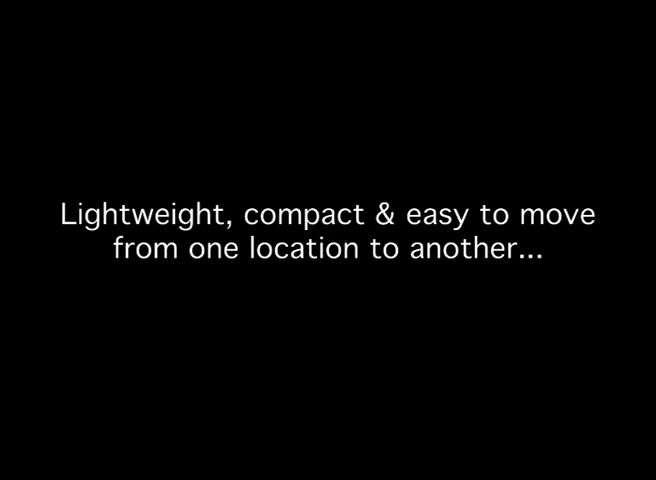 Lightweight, compact & easy to move
from one location to another...